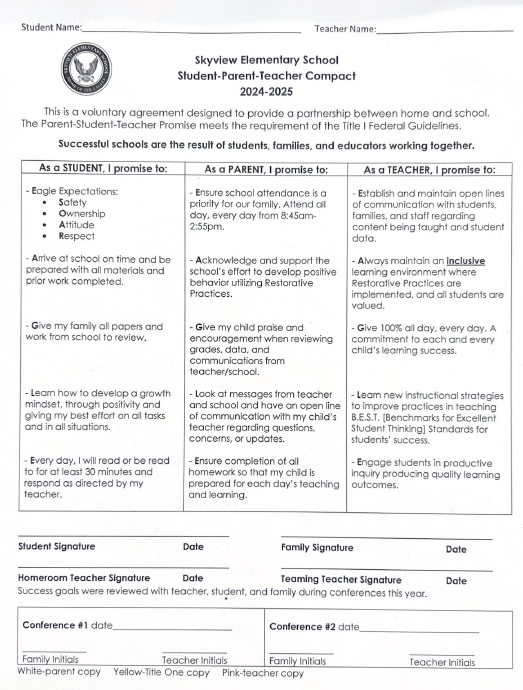 Student Name: Teacher Name:
Skyview Elementary School
Student-Parent-Teacher Compact
2024-2025
This is a voluntary agreement designed to provide a partnership between home and school.
The Parent-Student-Teacher Promise meets the requirement of the Title I Federal Guidelines.
Successful schools are the result of students, families, and educators working together.
As a STUDENT, I promise to:
- Eagle Expectations:
• Safety
• Ownership
• Attitude
• Respect
- Arrive at school on time and be
prepared with all materials and
prior work completed.
- Give my family all papers and
work from school to review.
- Learn how to develop a growth
mindset, through positivity and
giving my best effort on all tasks
and in all situations.
- Every day, I will read or be read
to for at least 30 minutes and
respond as directed by my
teacher.
As a PARENT, I promise to:
- Ensure school attendance is a
priority for our family. Attend all
day, every day from 8:45am-
2:55pm.
- Acknowledge and support the
school's effort to develop positive
behavior utilizing Restorative
Practices.
- Give my child praise and
encouragement when reviewing
grades, data, and
communications from
teacher/school.
- Look at messages from teacher
and school and have an open line
of communication with my child's
teacher regarding questions,
concerns, or updates.
- Ensure completion of all
homework so that my child is
prepared for each day's teaching
and learning.
As a TEACHER, I promise to:
- Establish and maintain open lines
of communication with students,
families, and staff regarding
content being taught and student
data.
- Always maintain an Inclusive
learning environment where
Restorative Practices are
implemented, and all students are
valued.
- Give 100% all day, every day. A
commitment to each and every
child's learning success.
- Learn new instructional strategies
to improve practices in teaching
B.E.S.T. [Benchmarks for Excellent
Student Thinking] Standards for
students' success.
- Engage students in productive
inquiry producing quality learning
outcomes.
Student Signature Date Family Signature Date
Homeroom Teacher Signature Date Teaming Teacher Signature Date
Success goals were reviewed with teacher, student, and family during conferences this year.
Conference #1 date Conference #2 date
Family Initials Teacher Initials Family Initials Teacher Initials
White-parent copy Yellow-Title One copy Pink-teacher copy